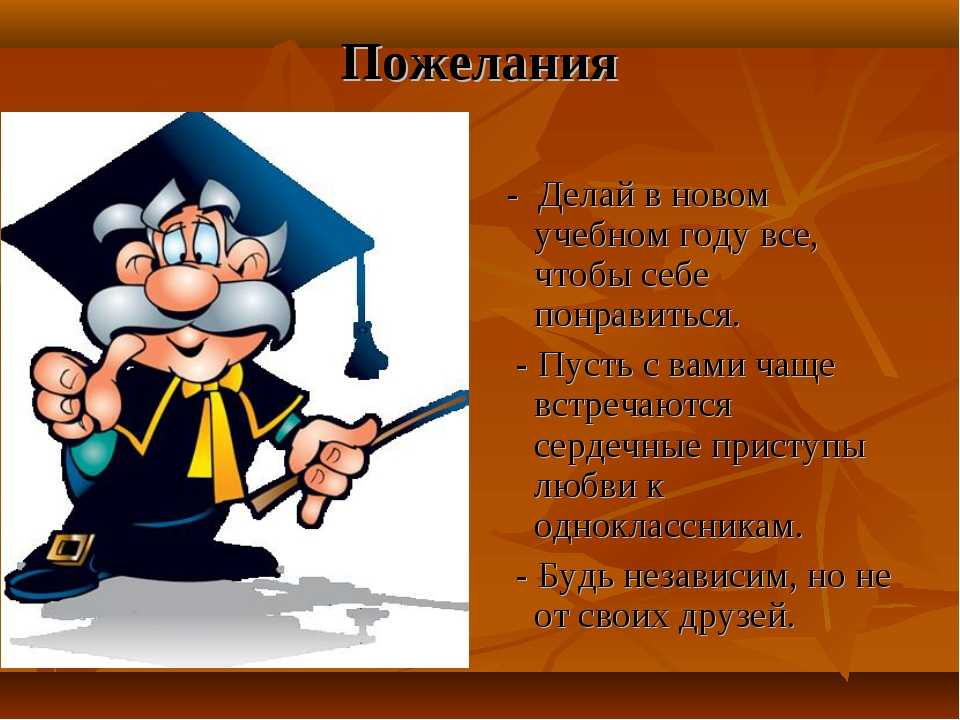 Пожелания
- Делай в новом
учебном году все,
чтобы себе
понравиться.
- Пусть с вами чаще
встречаются
сердечные приступы
любви к
одноклассникам.
- Будь независим, но не
от своих друзей.